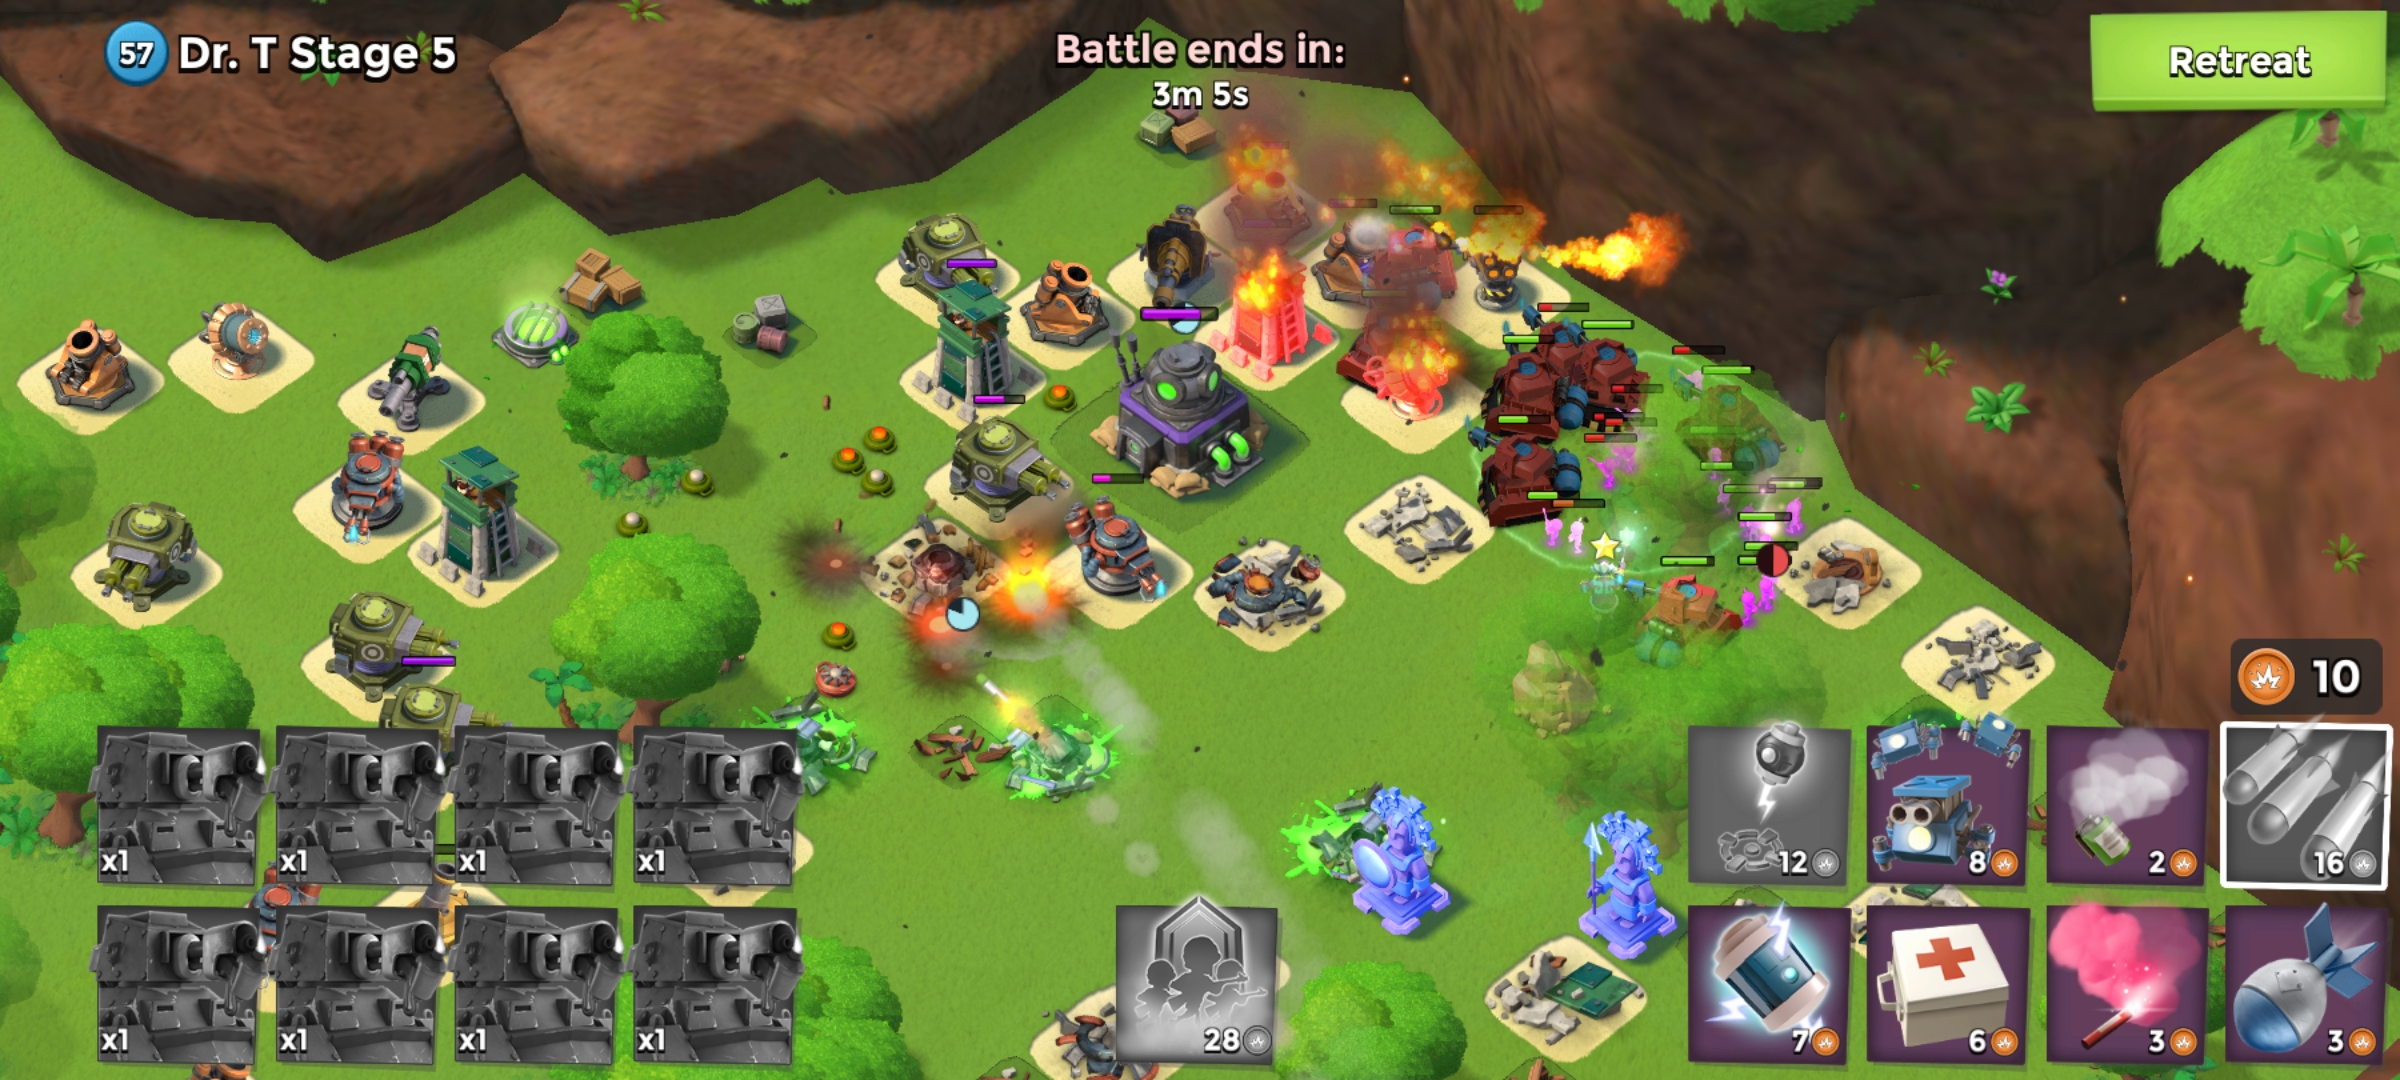 57 Dr. T Stage 5
Battle ends in:
3m 5s
Retreat
10
x1 x1 x1 x1
12 8 2 16
x1 x1 x1 x1
28
7 6 3 3